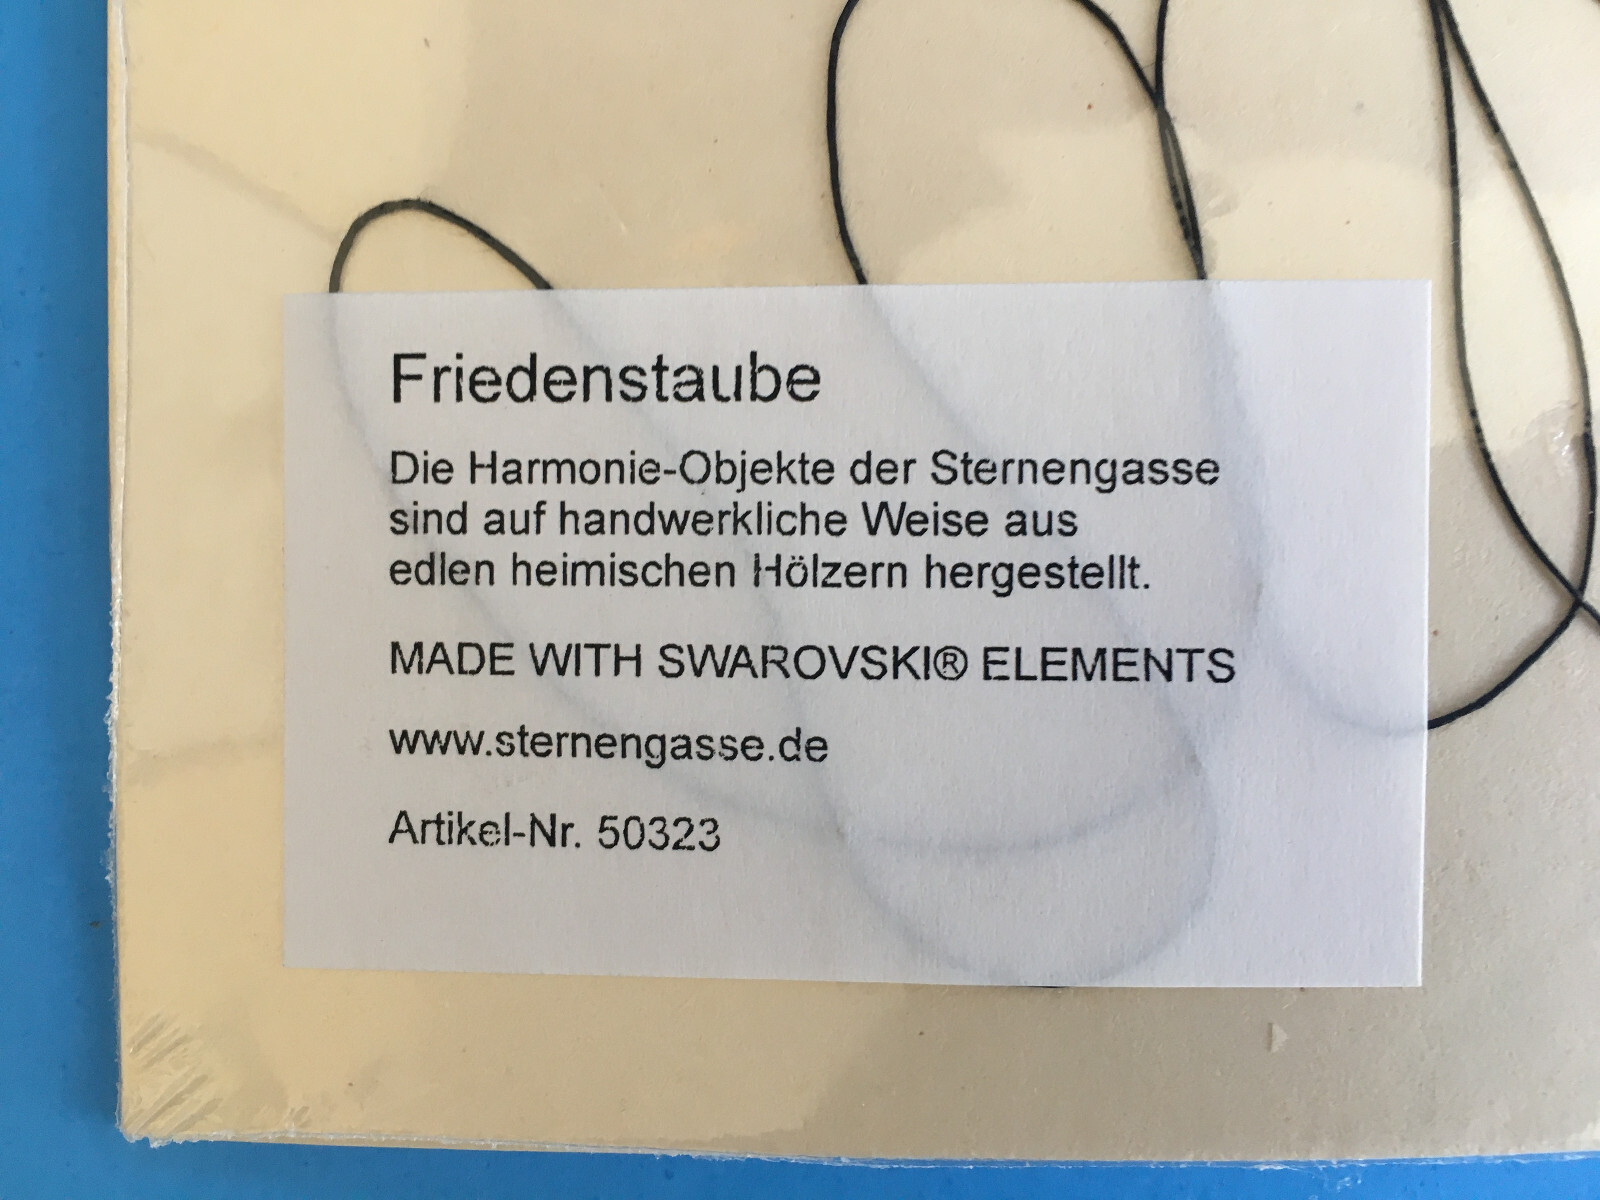 Friedenstaube
Die Harmonie-Objekte der Sternengasse
sind auf handwerkliche Weise aus
edlen heimischen Hölzern hergestellt.
MADE WITH SWAROVSKI® ELEMENTS
www.sternengasse.de
Artikel-Nr. 50323